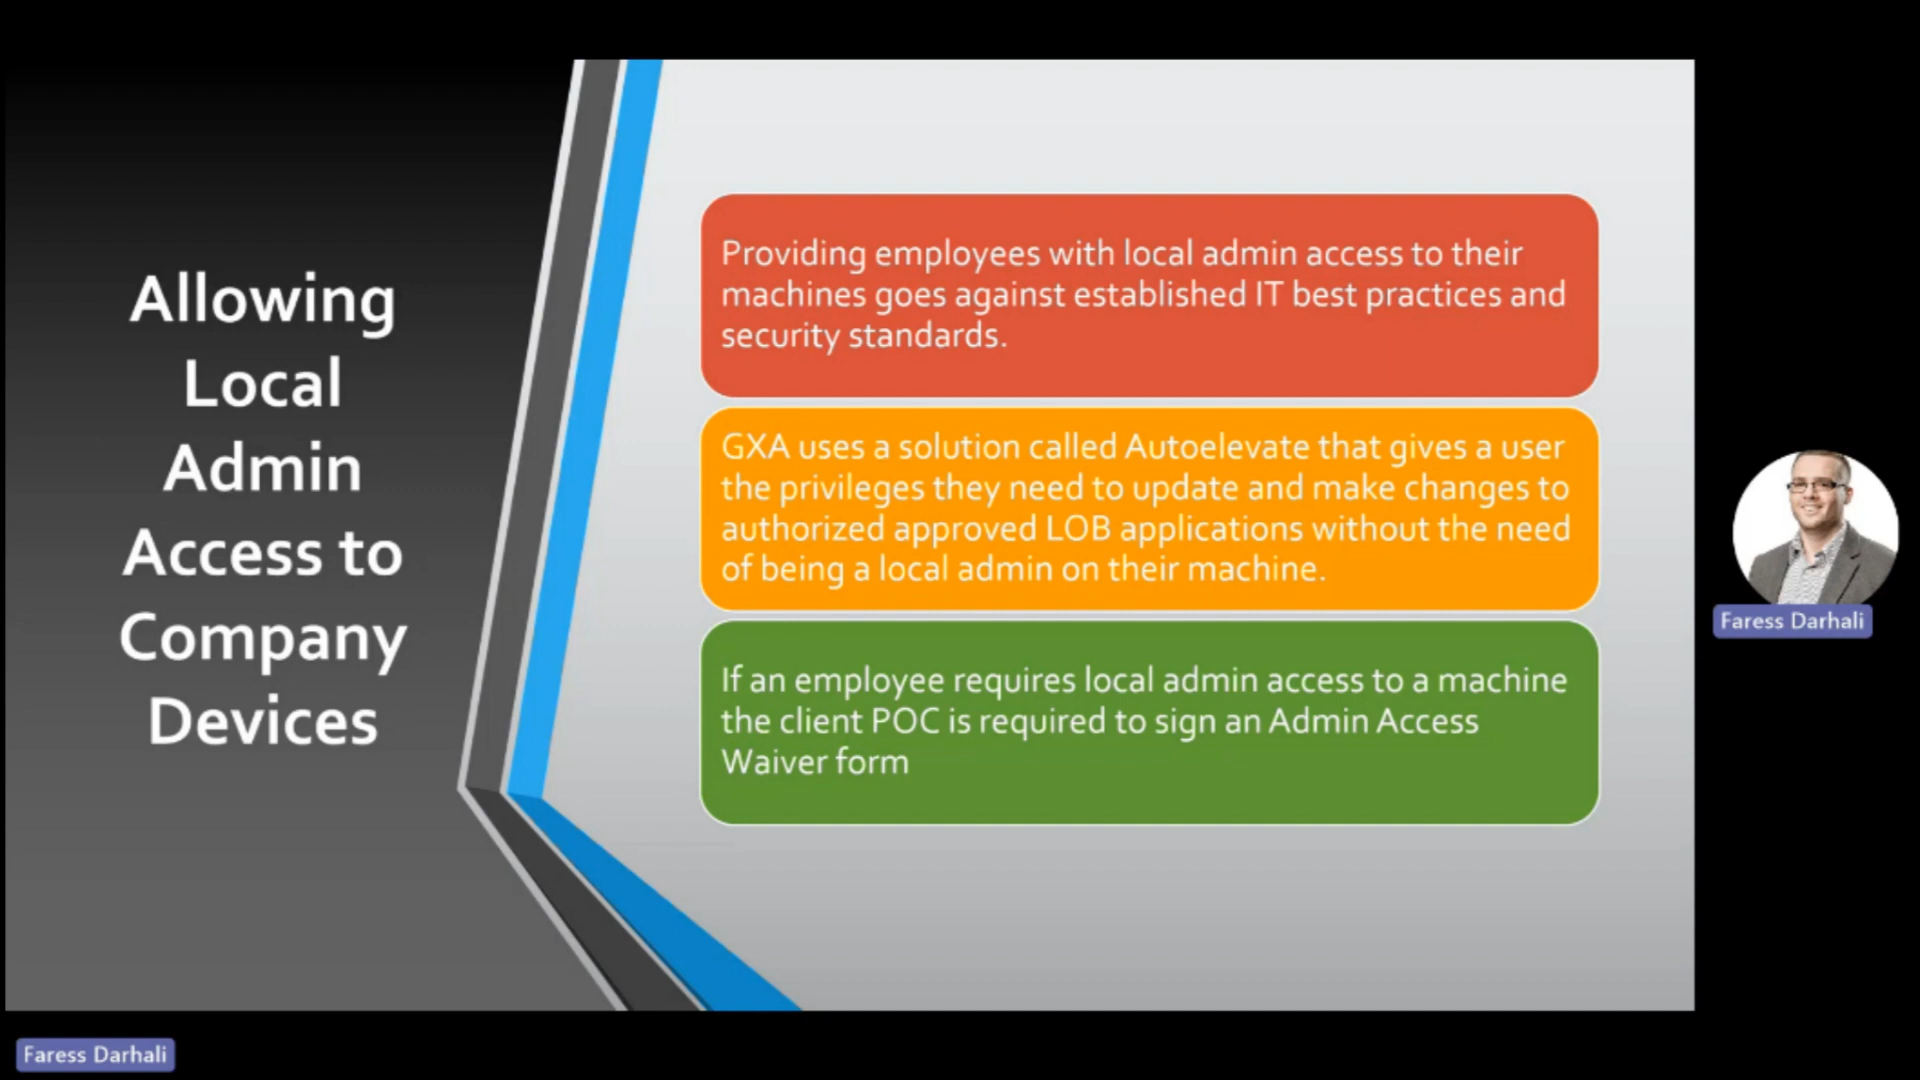 Allowing
Local
Admin
Access to
Company
Devices
Providing employees with local admin access to their
machines goes against established IT best practices and
security standards.
GXA uses a solution called Autoelevate that gives a user
the privileges they need to update and make changes to
authorized approved LOB applications without the need
of being a local admin on their machine.
If an employee requires local admin access to a machine
the client POC is required to sign an Admin Access
Waiver form
Faress Darhali
Faress Darhali